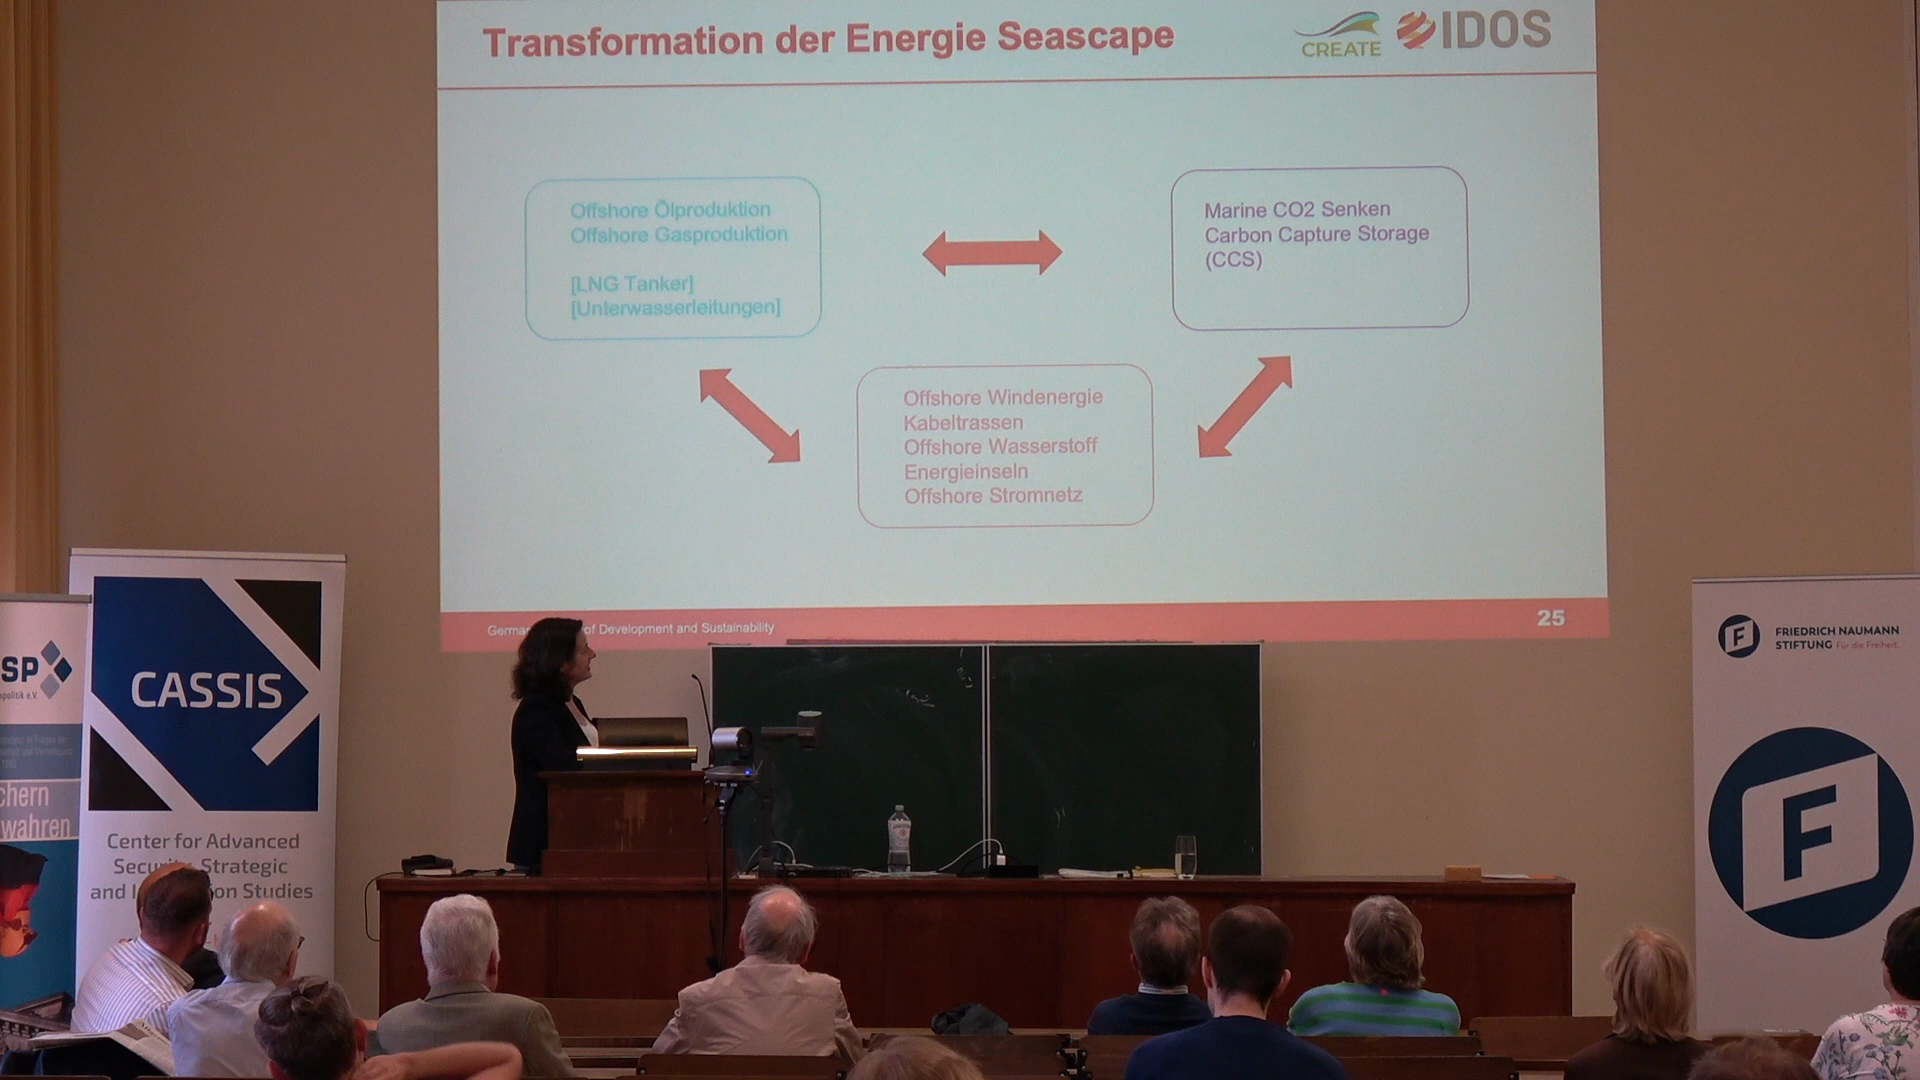 Transformation der Energie Seascape
CREATE
IDOS
Offshore Ölproduktion
Offshore Gasproduktion
[LNG Tanker]
[Unterwasserleitungen]
Marine CO2 Senken
Carbon Capture Storage
(CCS)
Offshore Windenergie
Kabeltrassen
Offshore Wasserstoff
Energieinseln
Offshore Stromnetz
of Development and Sustainability
25
SP
politik e.V.
chern
wahren
CASSIS
Center for Advanced
Security, Strategic
and on Studies
FRIEDRICH NAUMANN
STIFTUNG Für die Freiheit.
F